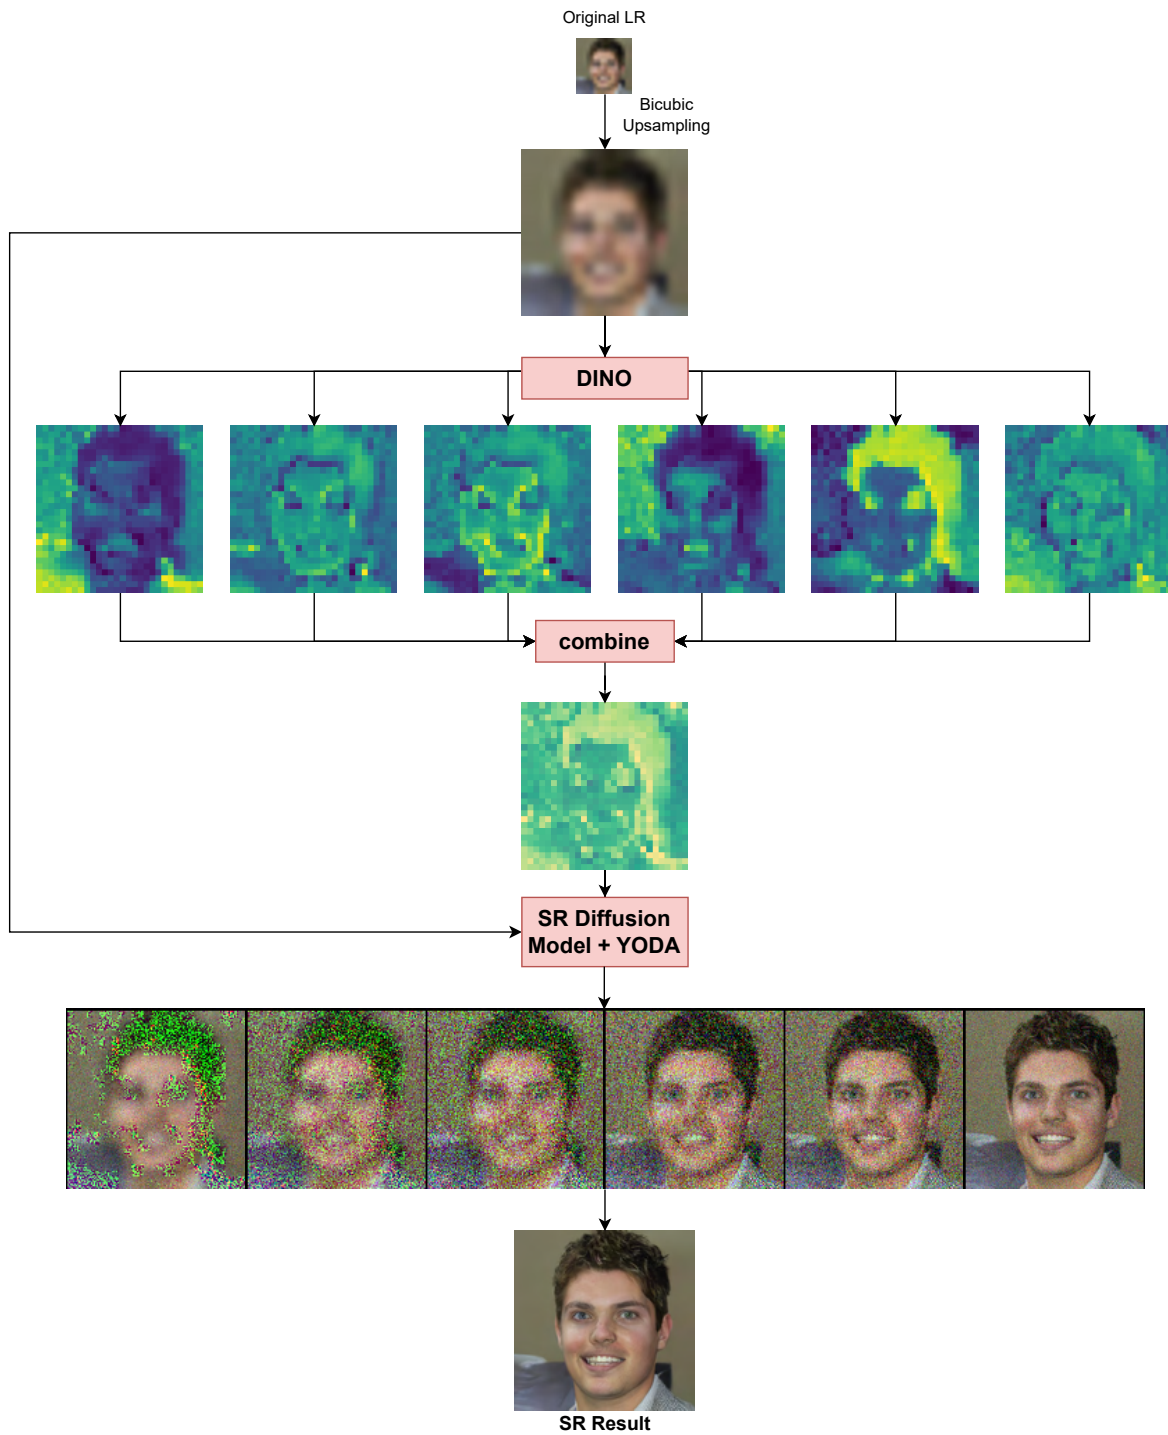 Original LR
Bicubic
Upsampling
DINO
combine
SR Diffusion
Model + YODA
SR Result